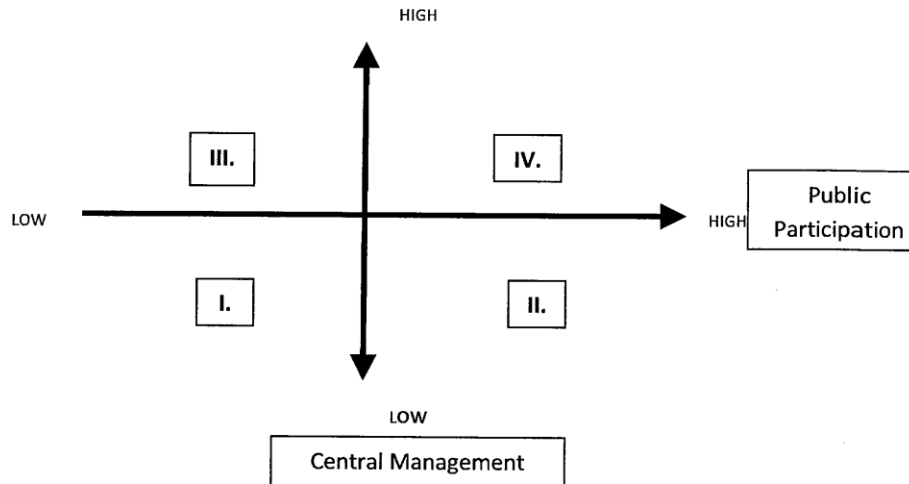 HIGH
III.
IV.
LOW
HIGH
Public
Participation
I.
II.
LOW
Central Management